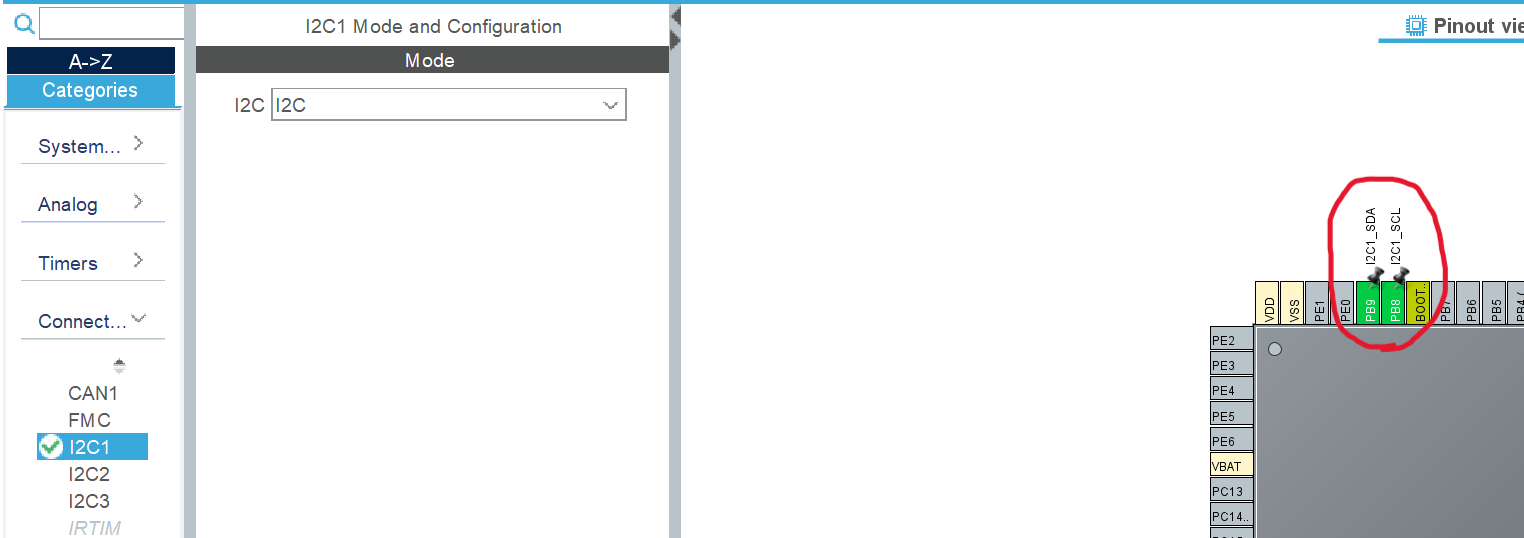 I2C1 Mode and Configuration
Pinout vie
A->Z
Mode
Categories
I2C I2C
System...
Analog
Timers
Connect...
CAN1
FMC
I2C1
I2C2
I2C3
IRTIM
I2C1_SDA
I2C1_SCL
VDD
VSS
PE1
PE0
PB9
PB8
BOOT..
PB7
PB6
PB5
PB4 (
PE2
PE3
PE4
PE5
PE6
VBAT
PC13
PC14..